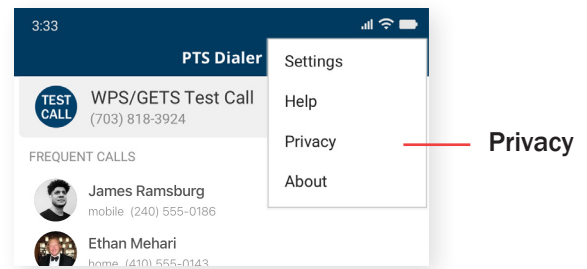 3:33
PTS Dialer
Settings
Help
Privacy
About
TEST
CALL
WPS/GETS Test Call
(703) 818-3924
FREQUENT CALLS
James Ramsburg
mobile (240) 555-0186
Ethan Mehari
home (410) 555-0143
Privacy